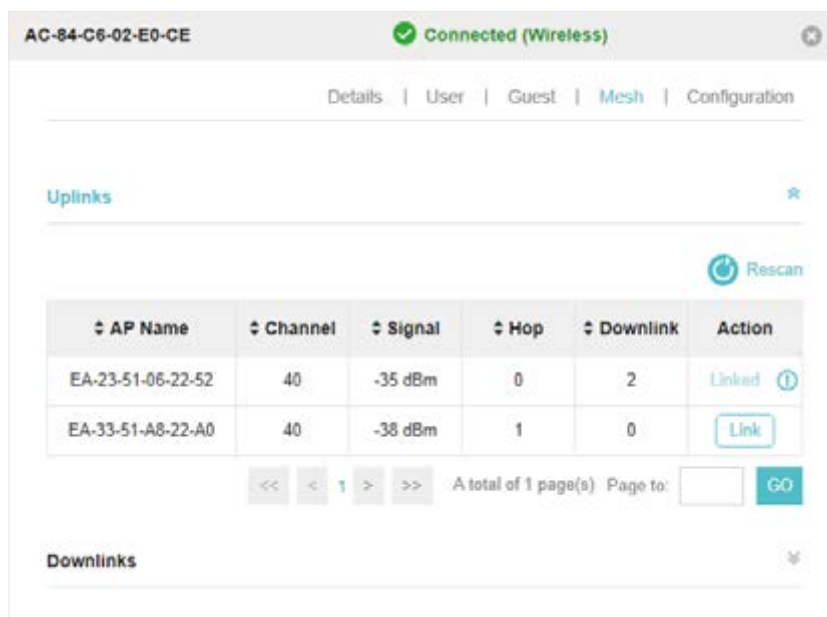 AC-84-C6-02-E0-CE Connected (Wireless)
Details | User | Guest | Mesh | Configuration
Uplinks
Rescan
AP Name Channel Signal Hop Downlink Action
EA-23-51-06-22-52 40 -35 dBm 0 2 Linked
EA-33-51-A8-22-A0 40 -38 dBm 1 0 Link
<< < 1 > >> A total of 1 page(s) Page to: GO
Downlinks